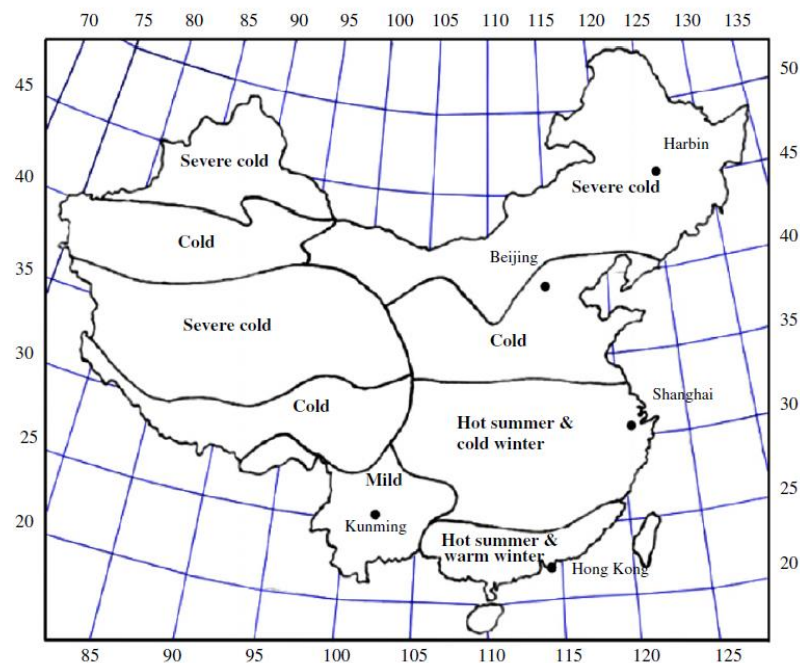 70 75 80 85 90 95 100 105 110 115 120 125 130 135
45
40
35
30
25
20
50
45
40
35
30
25
20
Severe cold
Harbin
Severe cold
Cold
Beijing
Severe cold
Cold
Cold
Shanghai
Hot summer &
cold winter
Mild
Kunming
Hot summer &
warm winter
Hong Kong
85 90 95 100 105 110 115 120 125